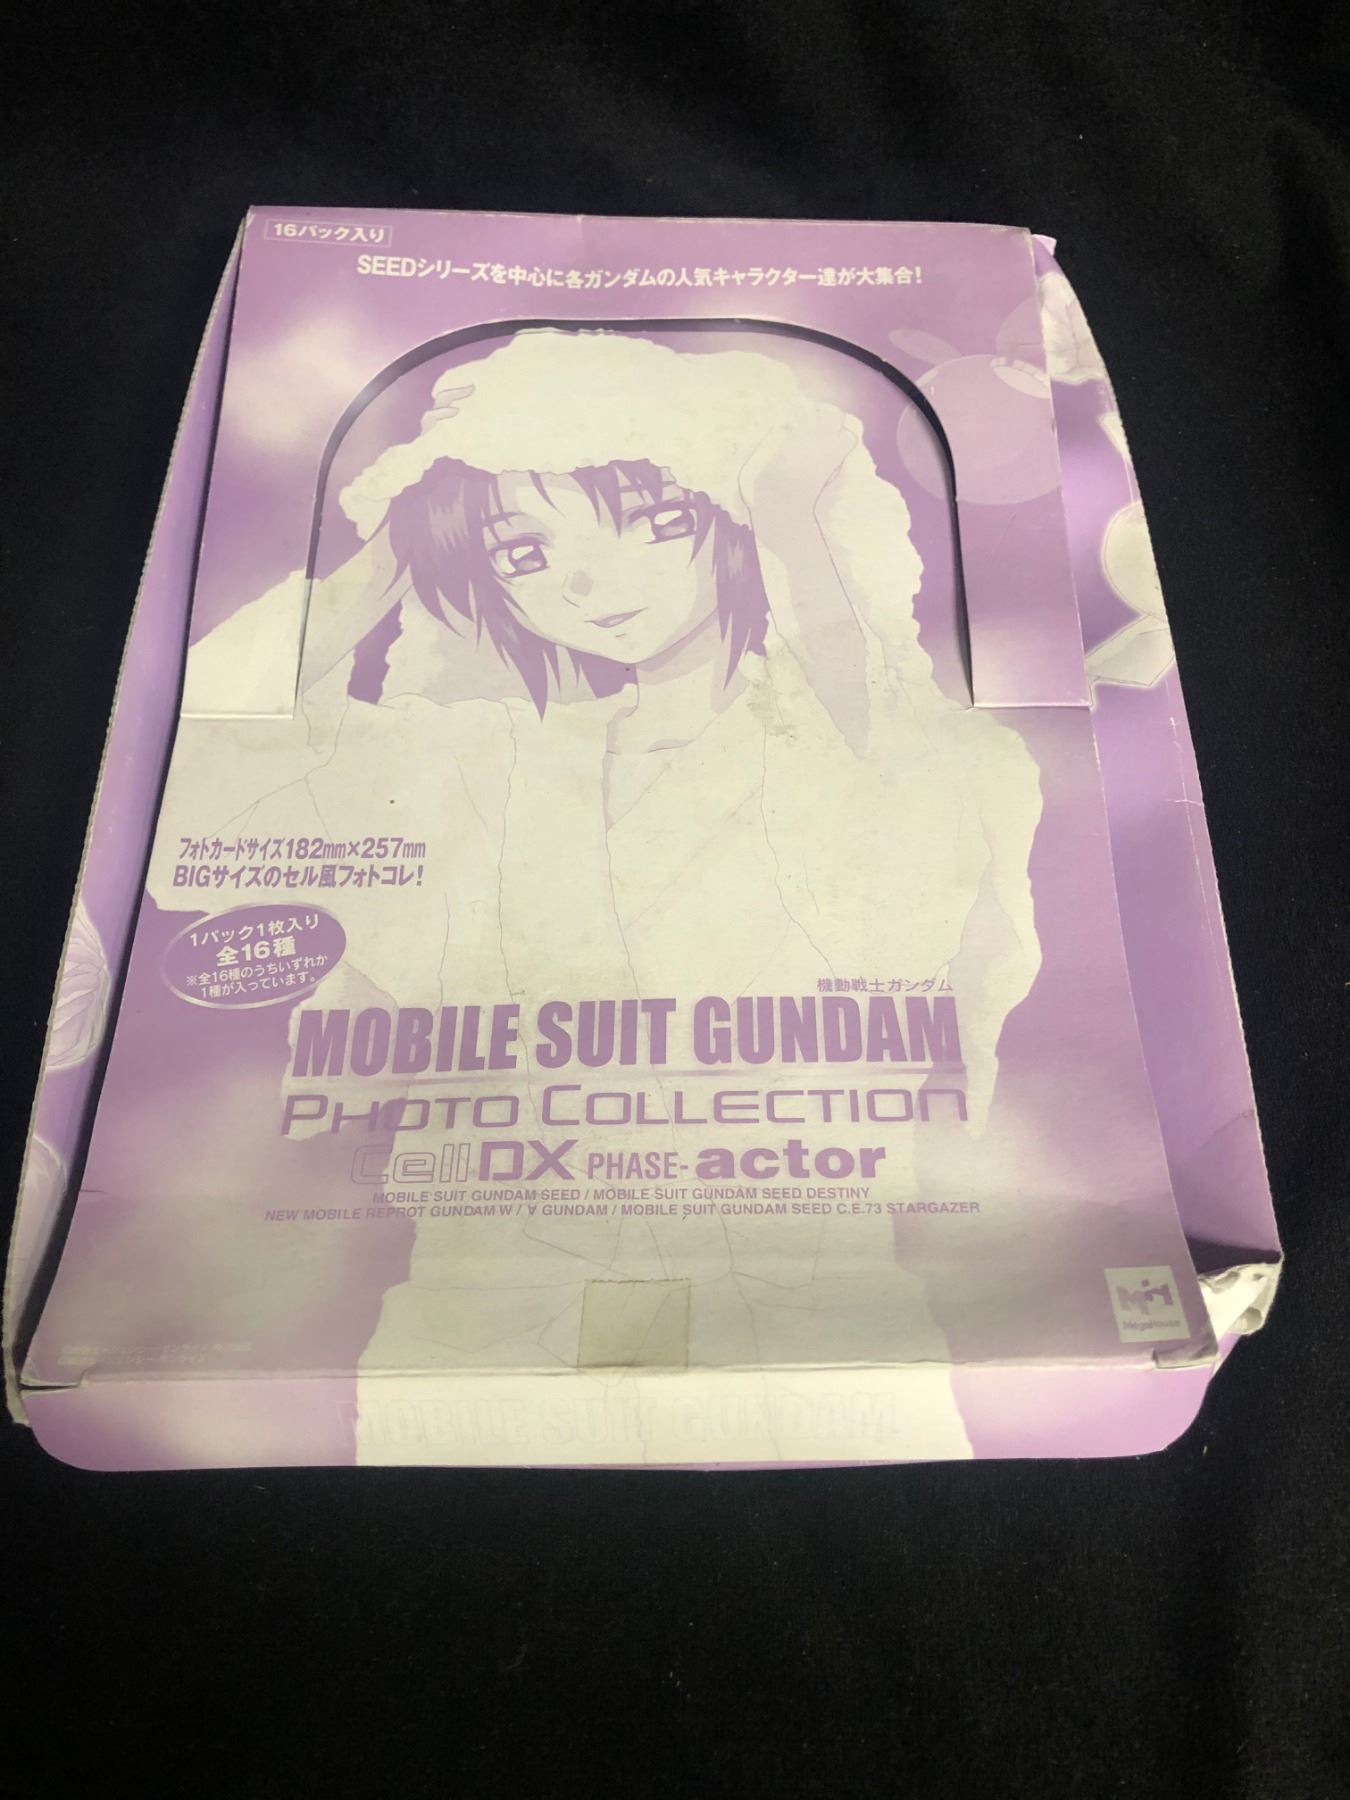 16パック入り
SEEDシリーズを中心に各ガンダムの人気キャラクター達が大集合!
フォトカードサイズ182mm×257mm
BIGサイズのセル風フォトコレ!
1パック1枚入り
全16種
※全16種のうちいずれか
1種が入っています。
機動戦士ガンダム
MOBILE SUIT GUNDAM
PHOTO COLLECTION
Cell DX PHASE-actor
MOBILE SUIT GUNDAM SEED / MOBILE SUIT GUNDAM SEED DESTINY
NEW MOBILE REPROT GUNDAM W / ∀ GUNDAM / MOBILE SUIT GUNDAM SEED C.E.73 STARGAZER
MegaHouse
MOBILE SUIT GUNDAM